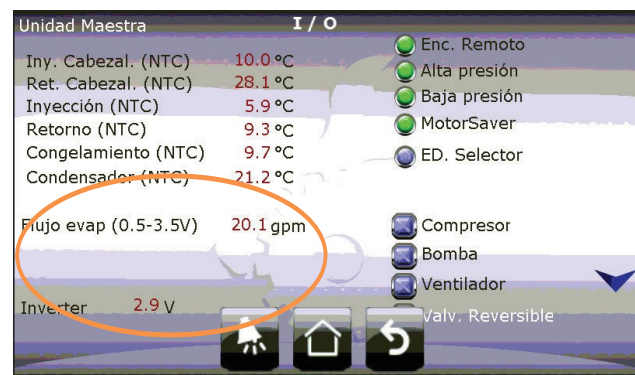 Unidad Maestra
I / O
Iny. Cabezal. (NTC) 10.0 °C
Ret. Cabezal. (NTC) 28.1 °C
Inyección (NTC) 5.9 °C
Retorno (NTC) 9.3 °C
Congelamiento (NTC) 9.7 °C
Condensador (NTC) 21.2 °C
Flujo evap (0.5-3.5V) 20.1 gpm
Inverter 2.9 V
Enc. Remoto
Alta presión
Baja presión
MotorSaver
ED. Selector
Compresor
Bomba
Ventilador
Valv. Reversible